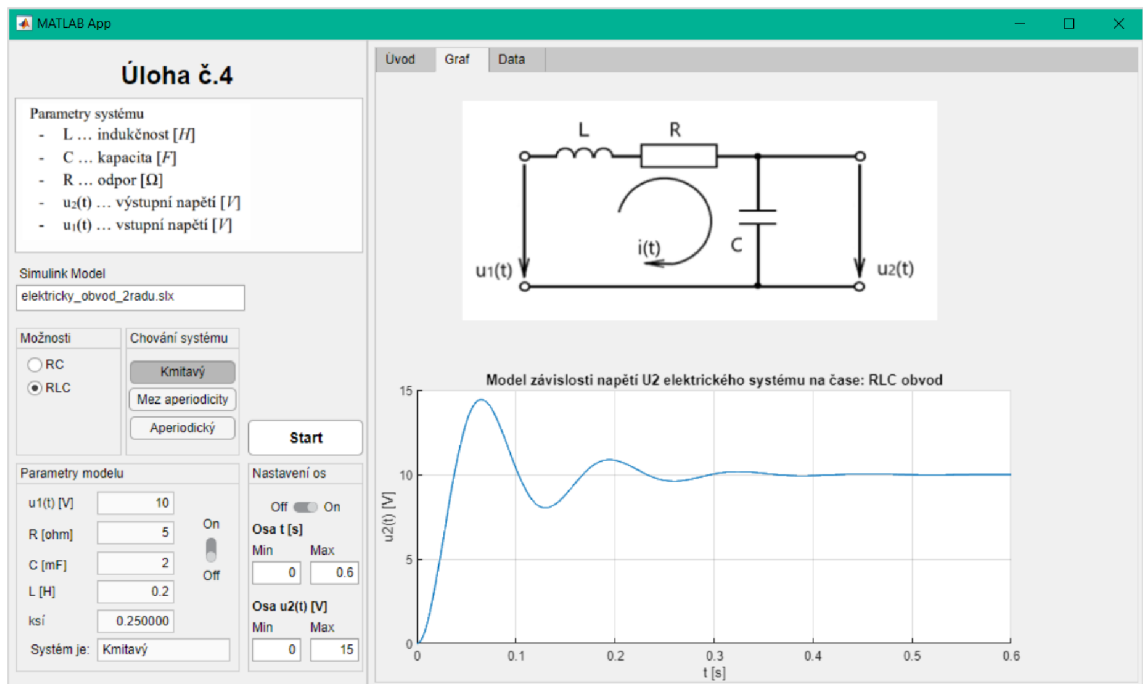 MATLAB App
Úloha č.4
Parametry systému
- L … indukčnost [H]
- C … kapacita [F]
- R … odpor [Ω]
- u₂(t) … výstupní napětí [V]
- u₁(t) … vstupní napětí [V]
Simulink Model
elektricky_obvod_2radu.slx
Možnosti
RC
RLC
Chování systému
Kmitavý
Mez aperiodicity
Aperiodický
Start
Parametry modelu
u1(t) [V] 10
R [ohm] 5
C [mF] 2
L [H] 0.2
ksí 0.250000
Systém je: Kmitavý
On
Off
Nastavení os
Off On
Osa t [s]
Min Max
0 0.6
Osa u2(t) [V]
Min Max
0 15
Úvod Graf Data
L R
i(t) C
u1(t) u2(t)
Model závislosti napětí U2 elektrického systému na čase: RLC obvod
15
10
5
0
u2(t) [V]
0 0.1 0.2 0.3 0.4 0.5 0.6
t [s]